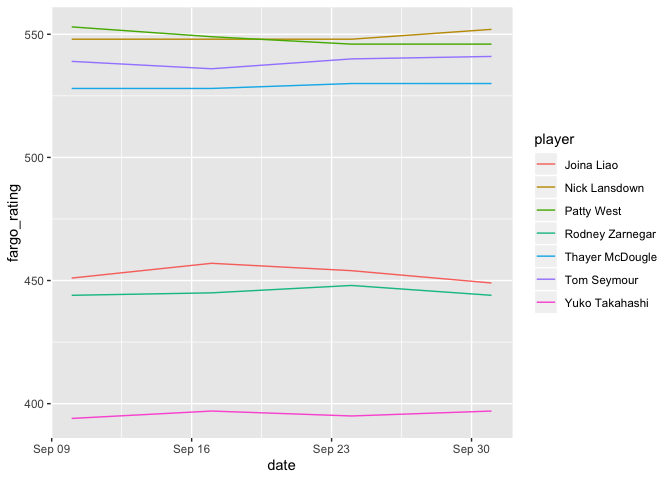 550
500
450
400
fargo_rating
Sep 09
Sep 16
Sep 23
Sep 30
date
player
Joina Liao
Nick Lansdown
Patty West
Rodney Zarnegar
Thayer McDougle
Tom Seymour
Yuko Takahashi